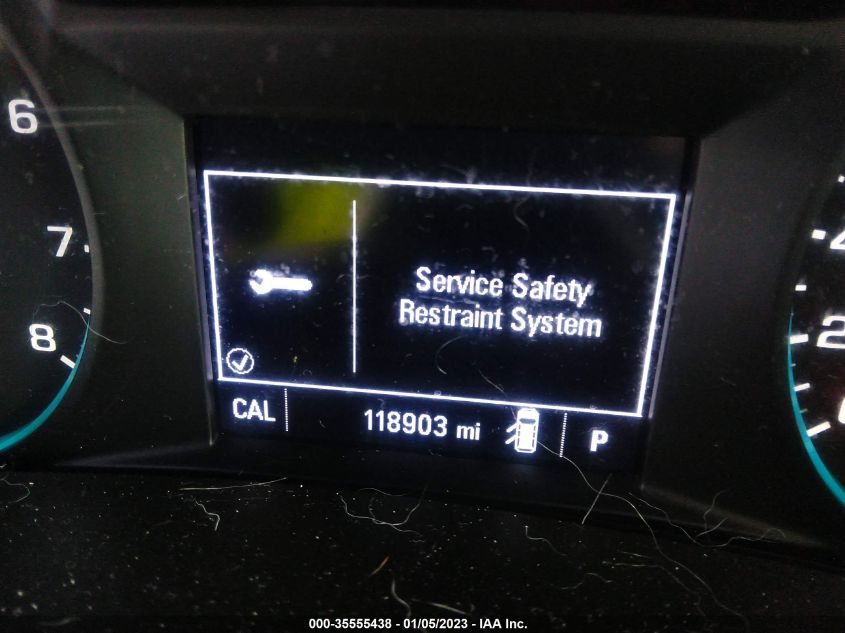 6
7
8
Service Safety
Restraint System
CAL
118903 mi
P
2
000-35555438 - 01/05/2023 - IAA Inc.